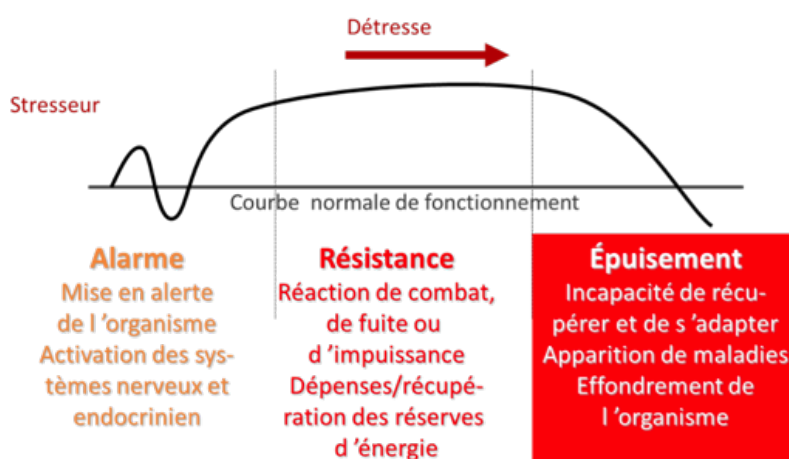 Détresse
Stresseur
Courbe normale de fonctionnement
Alarme
Mise en alerte
de l ’organisme
Activation des sys-
tèmes nerveux et
endocrinien
Résistance
Réaction de combat,
de fuite ou
d ’impuissance
Dépenses/récupé-
ration des réserves
d ’énergie
Épuisement
Incapacité de récu-
pérer et de s ’adapter
Apparition de maladies
Effondrement de
l ’organisme